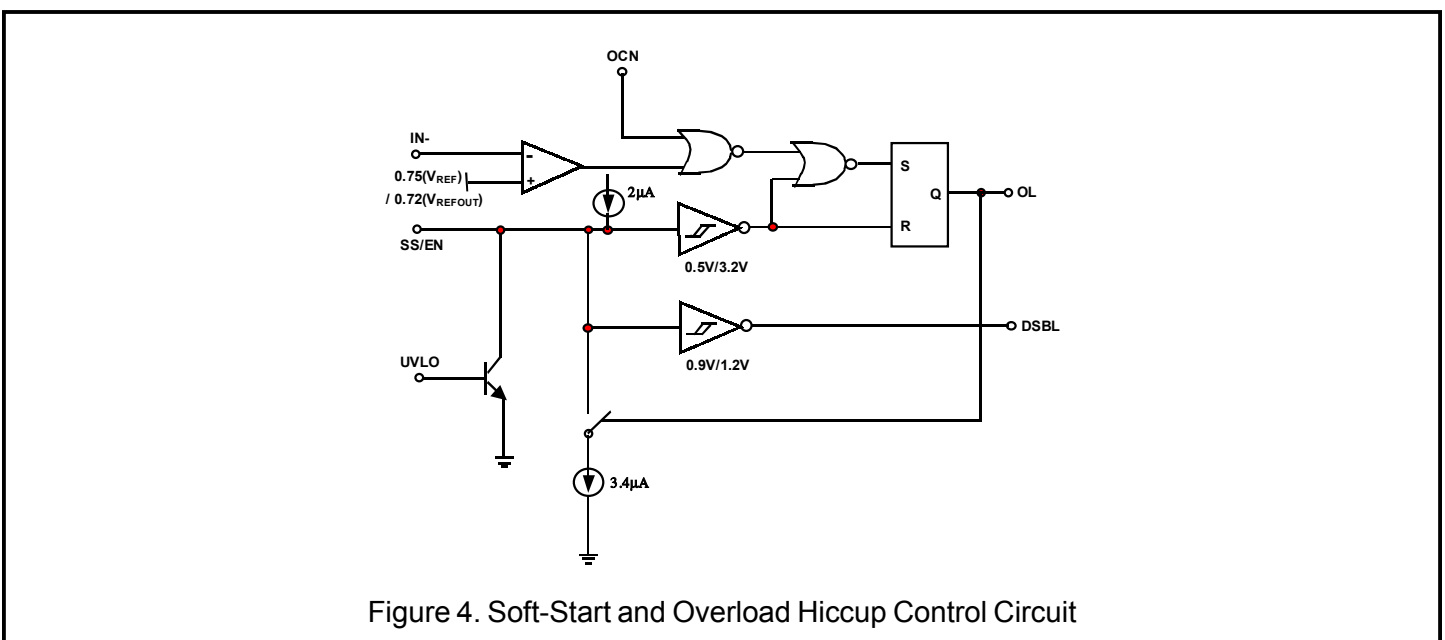 OCN
IN-
0.75(VREF)
/ 0.72(VREFOUT)
2μA
SS/EN
S
Q
R
OL
0.5V/3.2V
DSBL
0.9V/1.2V
UVLO
3.4μA
-
+
Figure 4. Soft-Start and Overload Hiccup Control Circuit